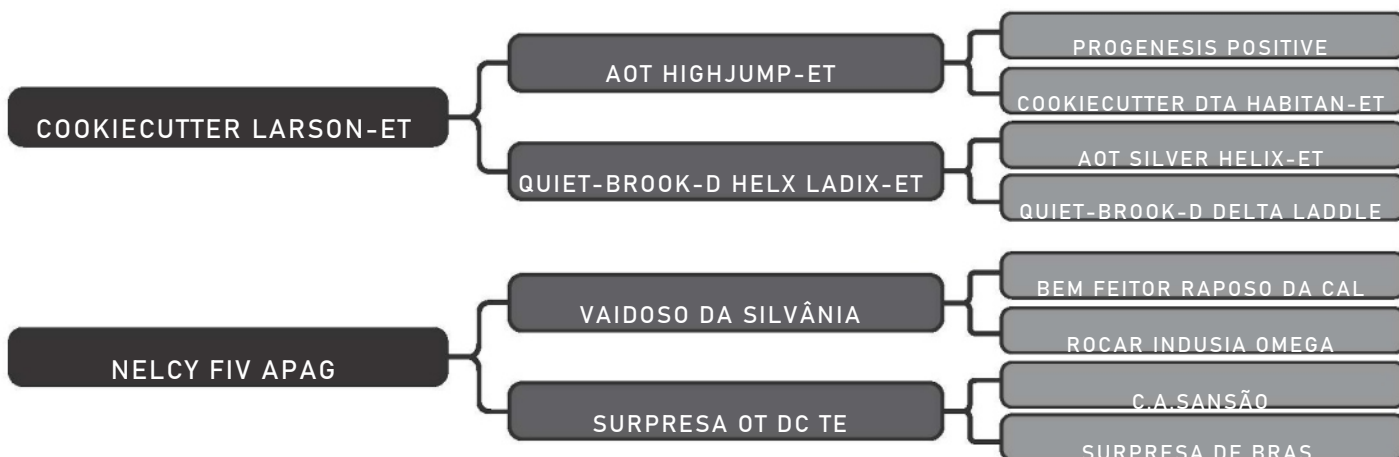 COOKIECUTTER LARSON-ET
AOT HIGHJUMP-ET
PROGENESIS POSITIVE
COOKIECUTTER DTA HABITAN-ET
QUIET-BROOK-D HELX LADIX-ET
AOT SILVER HELIX-ET
QUIET-BROOK-D DELTA LADDLE
NELCY FIV APAG
VAIDOSO DA SILVÂNIA
BEM FEITOR RAPOSO DA CAL
ROCAR INDUSIA OMEGA
SURPRESA OT DC TE
C.A.SANSÃO
SURPRESA DE BRAS